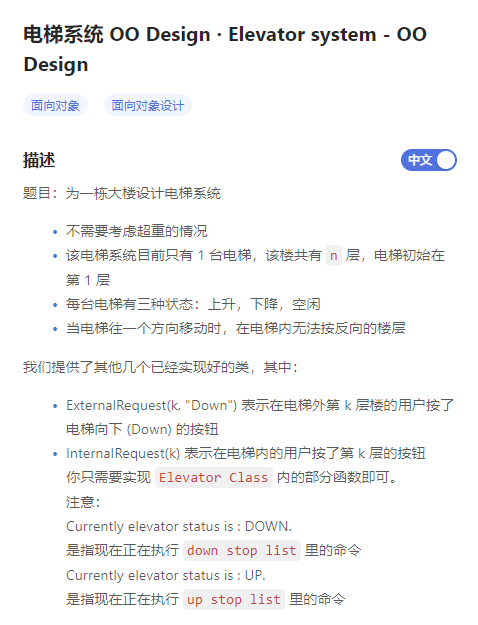 电梯系统 OO Design · Elevator system - OO
Design
面向对象 面向对象设计
描述 中文
题目：为一栋大楼设计电梯系统
• 不需要考虑超重的情况
• 该电梯系统目前只有 1 台电梯，该楼共有 n 层，电梯初始在
第 1 层
• 每台电梯有三种状态：上升，下降，空闲
• 当电梯往一个方向移动时，在电梯内无法按反向的楼层
我们提供了其他几个已经实现好的类，其中：
• ExternalRequest(k, "Down") 表示在电梯外第 k 层楼的用户按了
电梯向下 (Down) 的按钮
• InternalRequest(k) 表示在电梯内的用户按了第 k 层的按钮
你只需要实现 Elevator Class 内的部分函数即可。
注意：
Currently elevator status is : DOWN.
是指现在正在执行 down stop list 里的命令
Currently elevator status is : UP.
是指现在正在执行 up stop list 里的命令